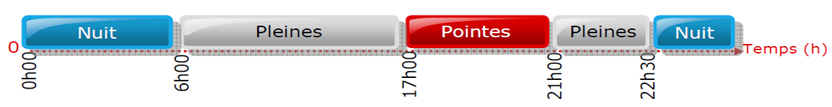 Nuit Pleines Pointes Pleines Nuit
0 Temps (h)
0h00 6h00 17h00 21h00 22h30